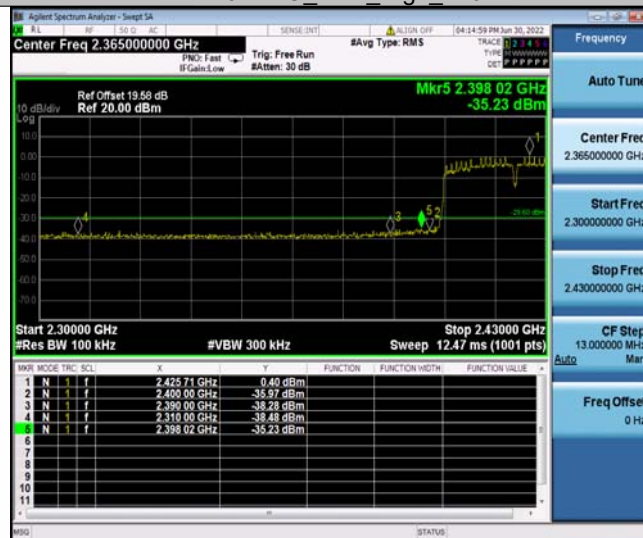 Agilent Spectrum Analyzer - Swept SA
RL RF 50 Ω AC SENSE:INT ALIGN OFF 04:14:59 PM Jun 30, 2022
Center Freq 2.365000000 GHz #Avg Type: RMS TRACE 1 2 3 4 5 6
PNO: Fast Trig: Free Run TYPE
IFGain:Low #Atten: 30 dB DET P P P P P P
Mkr5 2.398 02 GHz
-35.23 dBm
Ref Offset 19.58 dB
10 dB/div Ref 20.00 dBm
Log
10.0
0.00
-10.0
-20.0
-30.0
-40.0
-50.0
-60.0
-70.0
1
2
3
4
5
Start 2.30000 GHz Stop 2.43000 GHz
#Res BW 100 kHz #VBW 300 kHz Sweep 12.47 ms (1001 pts)
MKR MODE TRC SCL X Y FUNCTION FUNCTION WIDTH FUNCTION VALUE
1 N 1 f 2.425 71 GHz 0.40 dBm
2 N 1 f 2.400 00 GHz -35.97 dBm
3 N 1 f 2.390 00 GHz -38.28 dBm
4 N 1 f 2.310 00 GHz -38.48 dBm
5 N 1 f 2.398 02 GHz -35.23 dBm
6
7
8
9
10
11
MSG STATUS
Frequency
Auto Tune
Center Freq
2.365000000 GHz
Start Freq
2.300000000 GHz
Stop Freq
2.430000000 GHz
CF Step
13.000000 MHz
Auto Man
Freq Offset
0 Hz